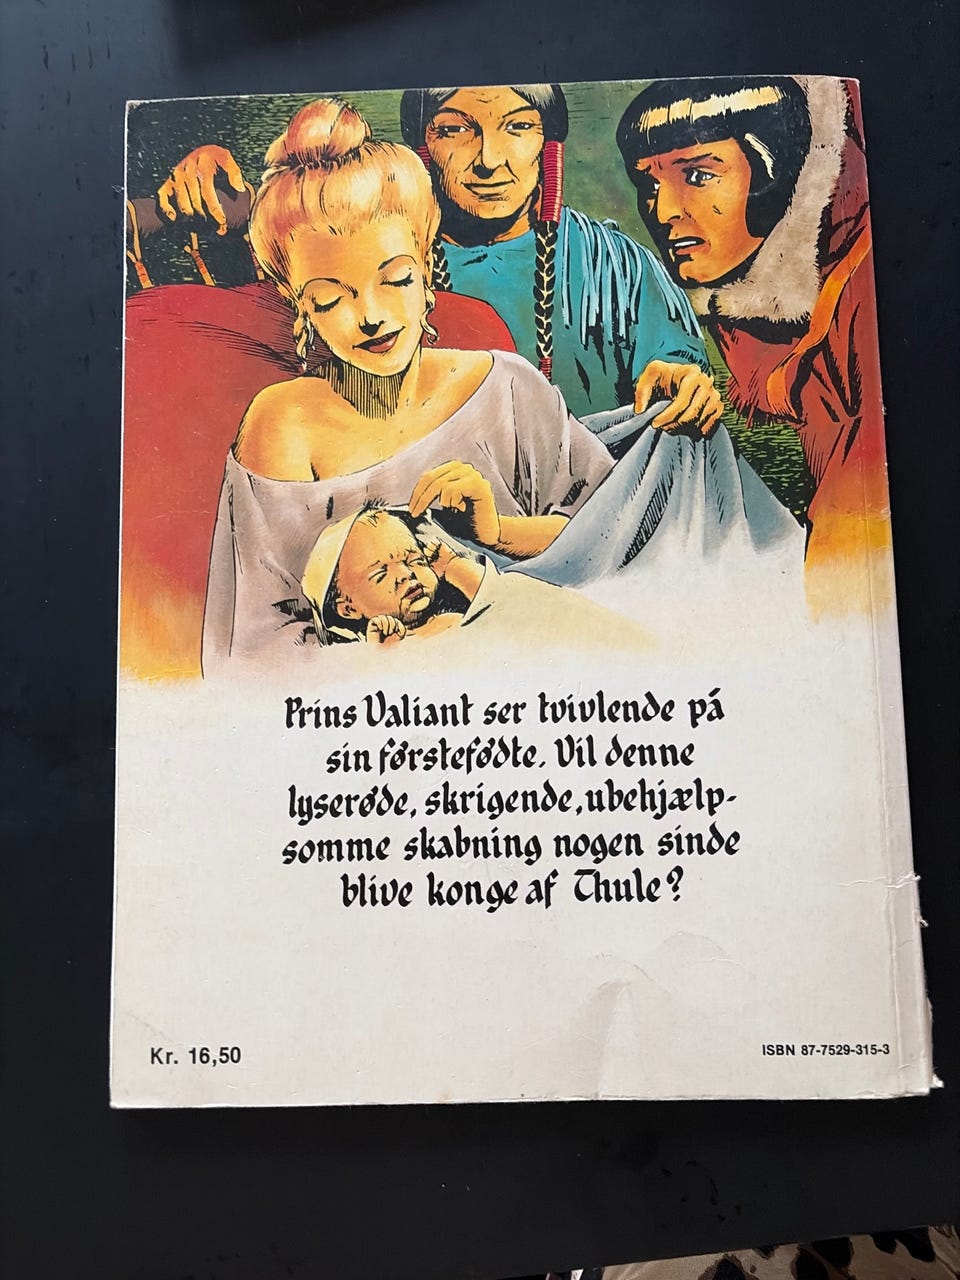 Prins Valiant ser tvivlende på
sin førstefødte. Vil denne
lyserøde, skrigende, ubehjælp-
somme skabning nogen sinde
blive konge af Thule?
Kr. 16,50
ISBN 87-7529-315-3